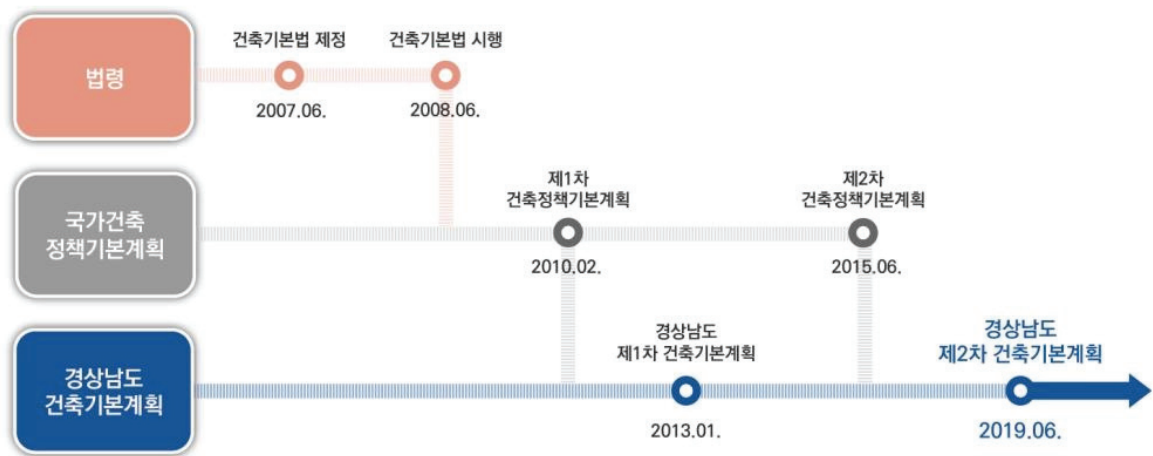 법령
건축기본법 제정
2007.06.
건축기본법 시행
2008.06.
국가건축
정책기본계획
제1차
건축정책기본계획
2010.02.
제2차
건축정책기본계획
2015.06.
경상남도
건축기본계획
경상남도
제1차 건축기본계획
2013.01.
경상남도
제2차 건축기본계획
2019.06.